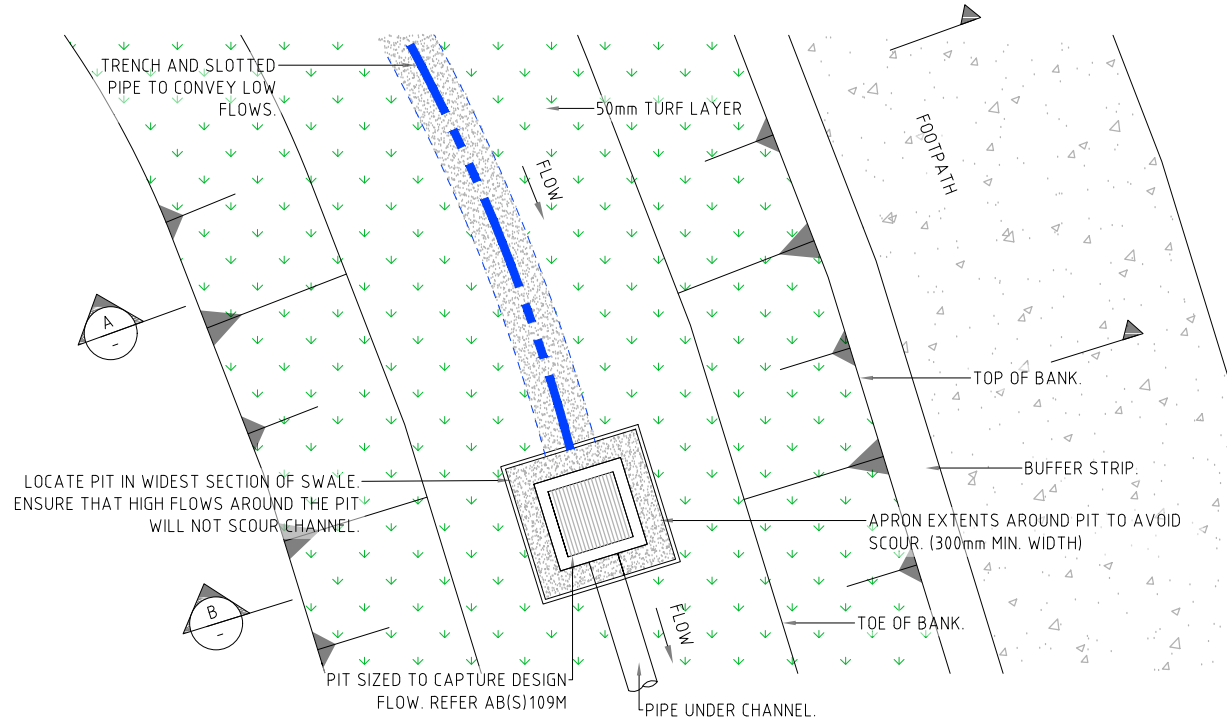 TRENCH AND SLOTTED
PIPE TO CONVEY LOW
FLOWS.
50mm TURF LAYER
FOOTPATH
FLOW
A
-
TOP OF BANK.
LOCATE PIT IN WIDEST SECTION OF SWALE.
ENSURE THAT HIGH FLOWS AROUND THE PIT
WILL NOT SCOUR CHANNEL.
BUFFER STRIP.
APRON EXTENTS AROUND PIT TO AVOID
SCOUR. (300mm MIN. WIDTH)
B
-
FLOW
TOE OF BANK.
PIT SIZED TO CAPTURE DESIGN
FLOW. REFER AB(S)109M
PIPE UNDER CHANNEL.